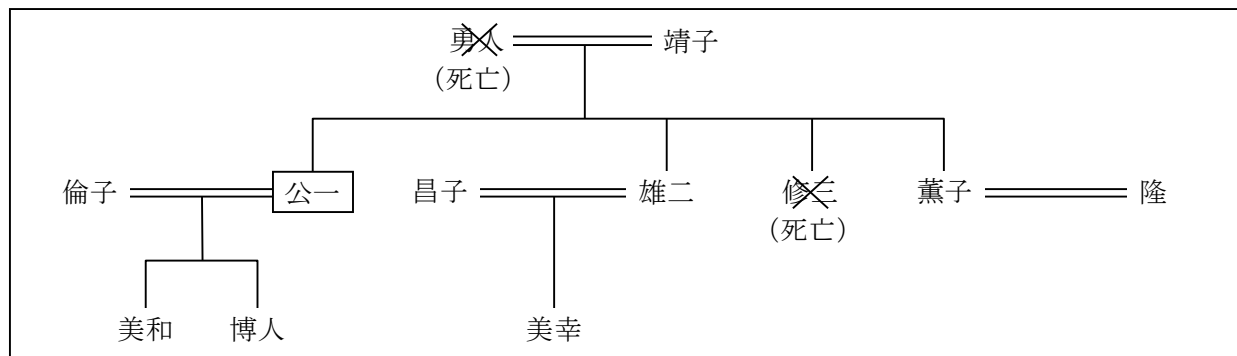 勇人 靖子
(死亡)
倫子 公一 昌子 雄二 修三 薫子 隆
(死亡)
美和 博人 美幸